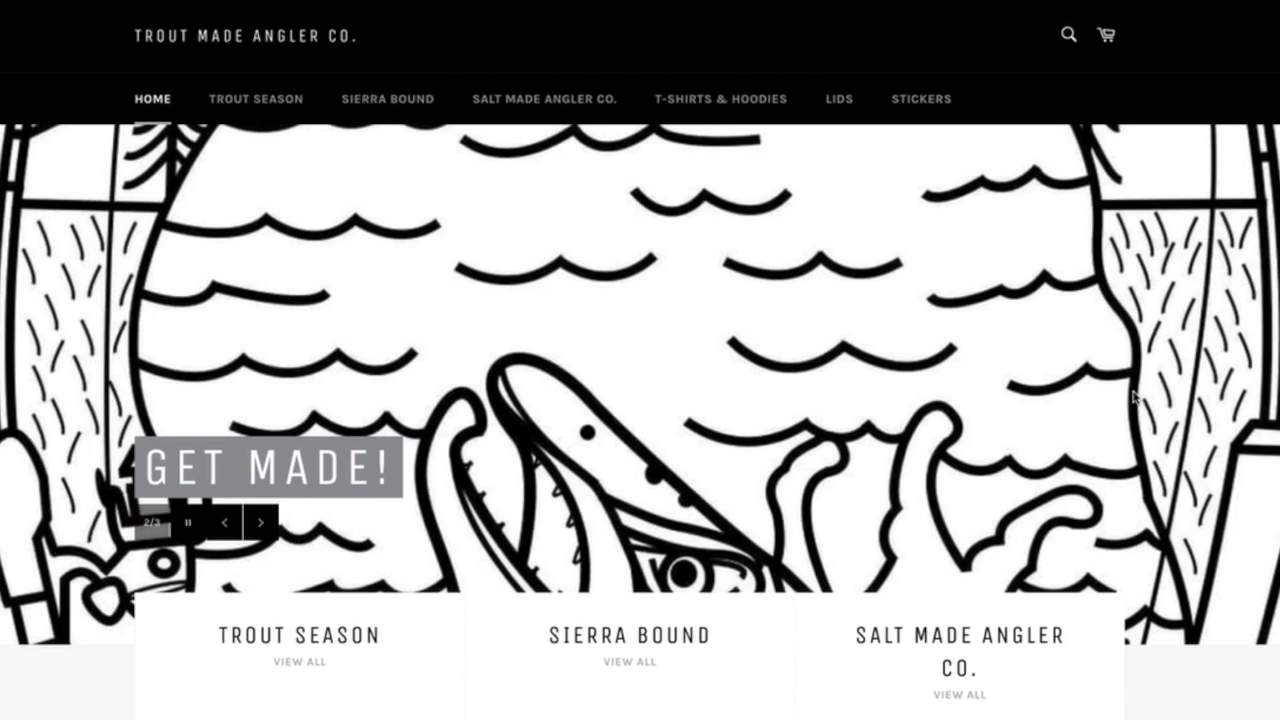 TROUT MADE ANGLER CO.
HOME TROUT SEASON SIERRA BOUND SALT MADE ANGLER CO. T-SHIRTS & HOODIES LIDS STICKERS
GET MADE!
2/3
TROUT SEASON
VIEW ALL
SIERRA BOUND
VIEW ALL
SALT MADE ANGLER
CO.
VIEW ALL